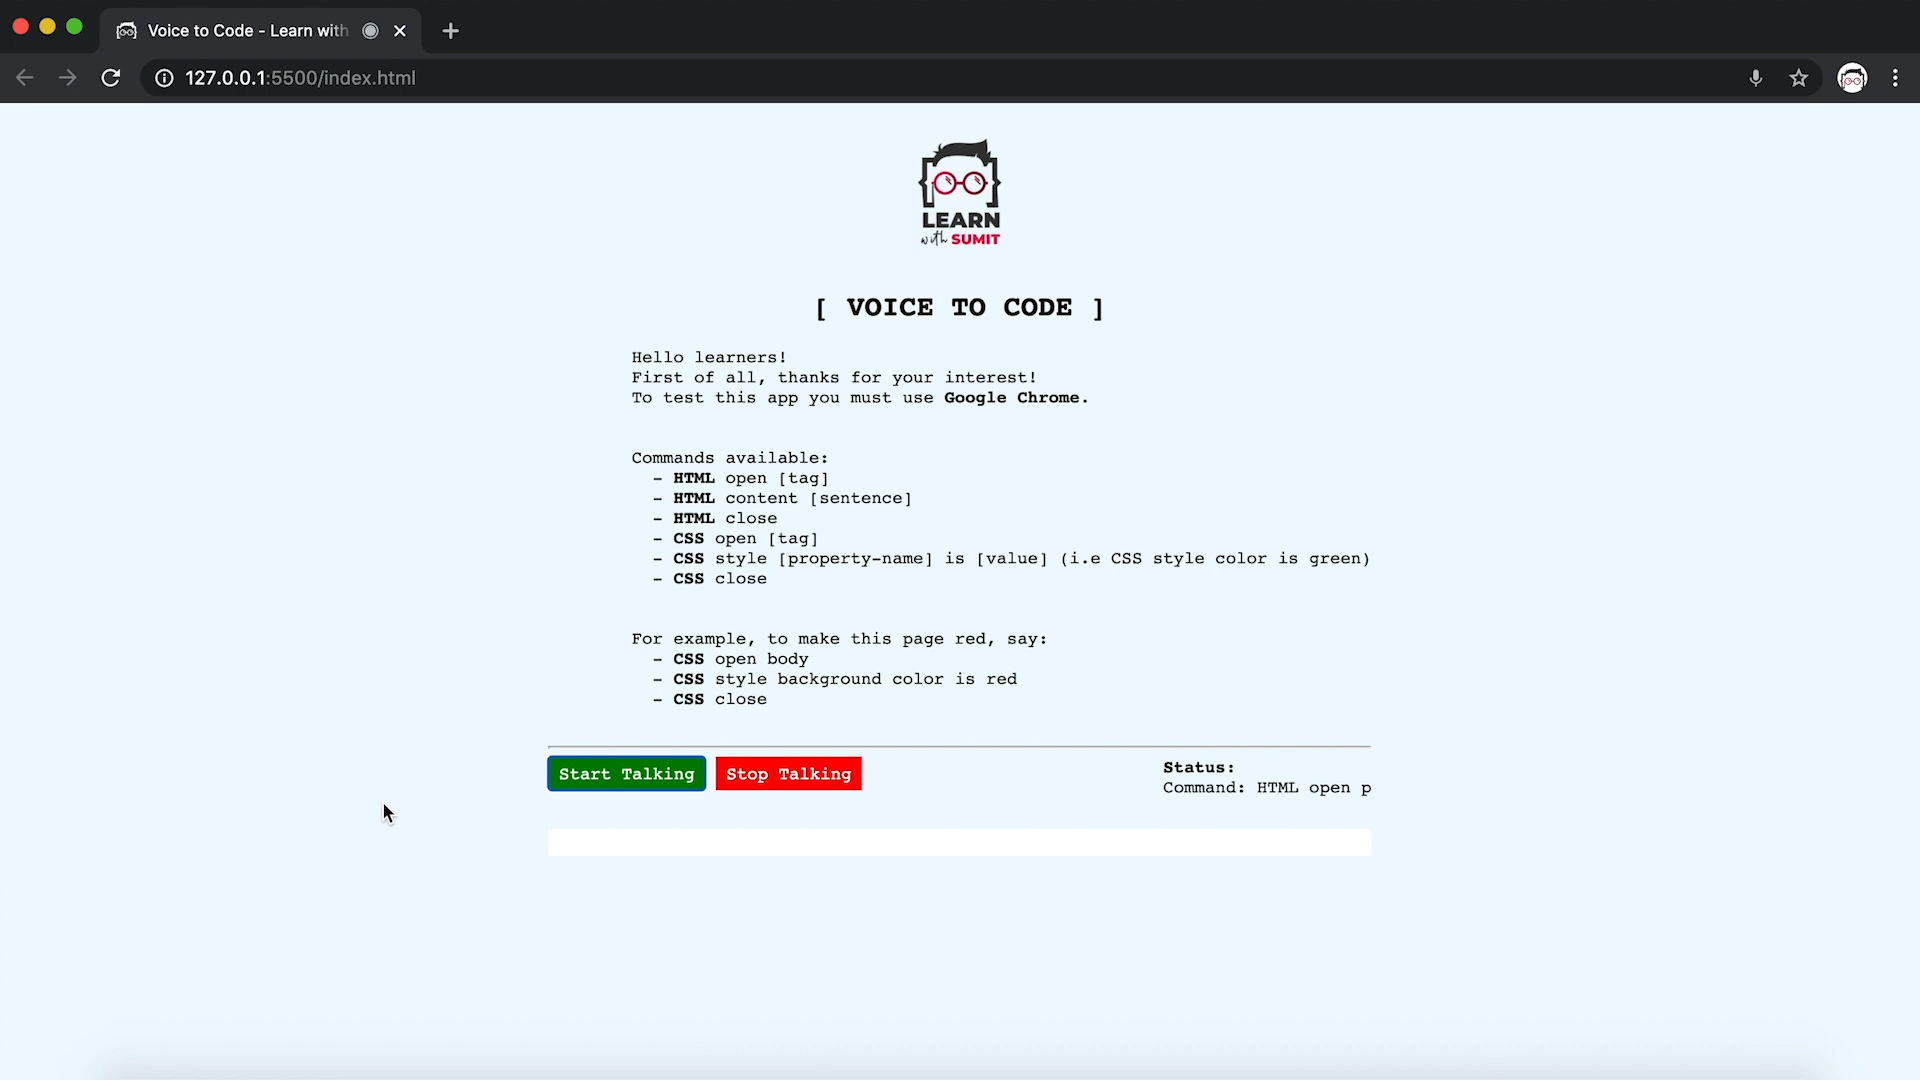 Voice to Code - Learn with
127.0.0.1:5500/index.html
LEARN
with SUMIT
[ VOICE TO CODE ]
Hello learners!
First of all, thanks for your interest!
To test this app you must use Google Chrome.
Commands available:
- HTML open [tag]
- HTML content [sentence]
- HTML close
- CSS open [tag]
- CSS style [property-name] is [value] (i.e CSS style color is green)
- CSS close
For example, to make this page red, say:
- CSS open body
- CSS style background color is red
- CSS close
Start Talking Stop Talking Status:
Command: HTML open p